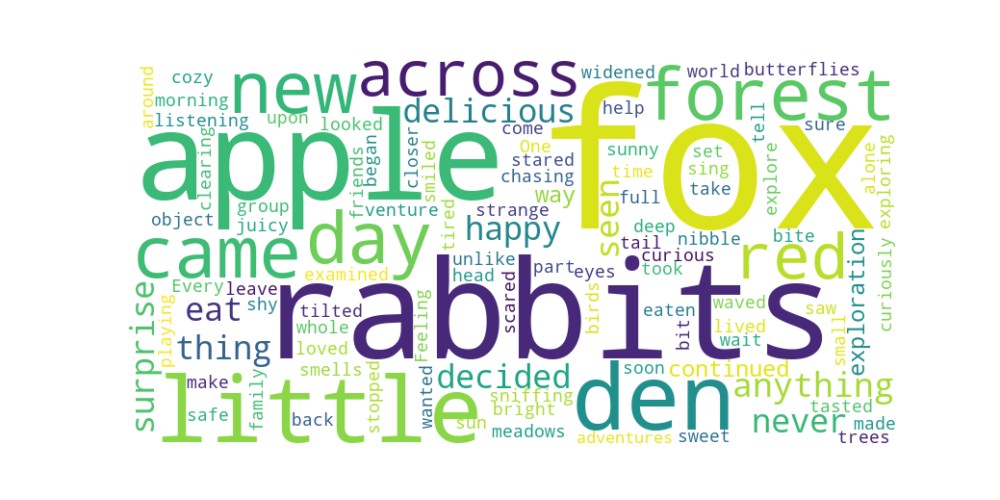 around
cozy
new
across
widened
world
butterflies
morning
delicious
help
forest
listening
upon
looked
come
One
tell
sure
apple
fox
clearing
friends
began
closer
smiled
stared
chasing
sunny
set
sing
take
explore
alone
exploring
way
time
full
group
juicy
object
venture
strange
seen
deep
came
day
tired
happy
tail
nibble
bite
curious
red
unlike
head
part
eyes
took
examined
Every
leave
shy
tilted
rabbits
scared
birds
eaten
bit
waved
lived
wait
saw
small
exploration
curiously
surprise
playing
eat
thing
whole
loved
Feeling
smells
make
little
stopped
wanted
decided
den
soon
continued
anything
safe
family
back
sun
sniffing
bright
meadows
adventures
sweet
never
tasted
made
trees